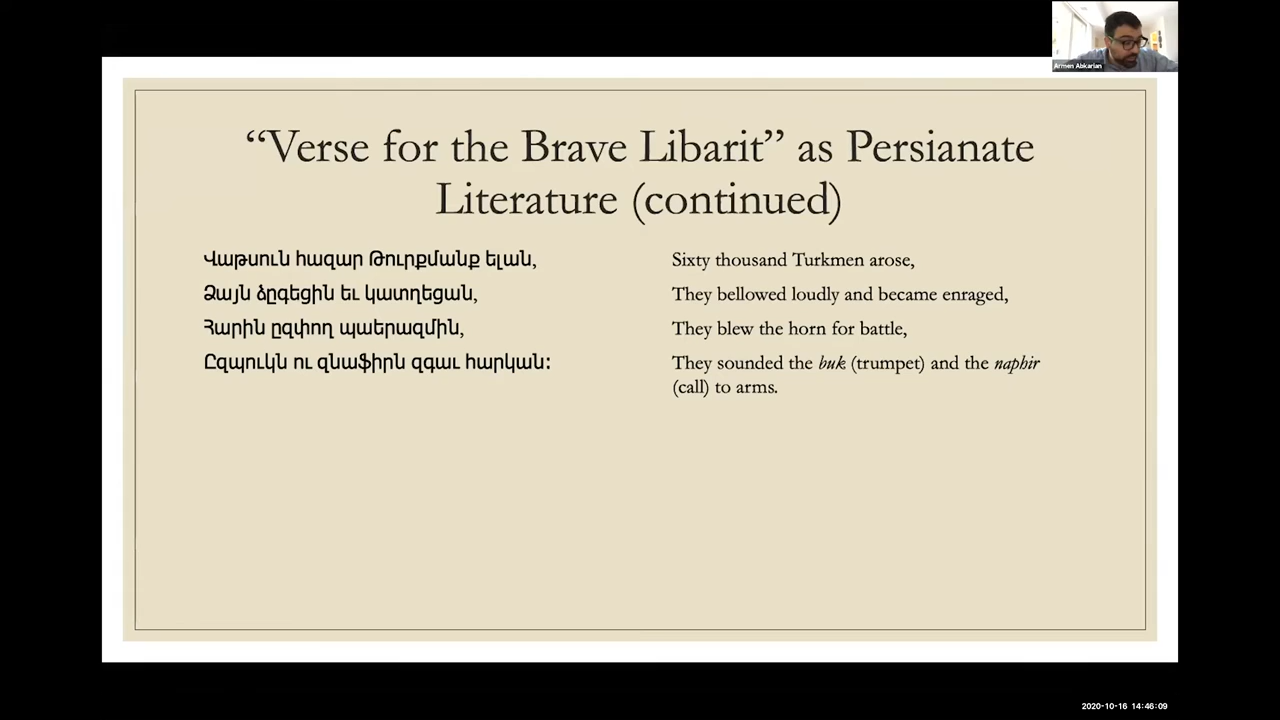 Armen Abkarian
“Verse for the Brave Libarit” as Persianate
Literature (continued)
Վաթսուն հազար Թուրքմանք ելան,
Ձայն ձըգեցին եւ կատղեցան,
Հարին ըզփող պաերազմին,
Ըզպուկն ու զնաֆիրն զգաւ հարկան:
Sixty thousand Turkmen arose,
They bellowed loudly and became enraged,
They blew the horn for battle,
They sounded the buk (trumpet) and the naphir
(call) to arms.
2020-10-16 14:46:09